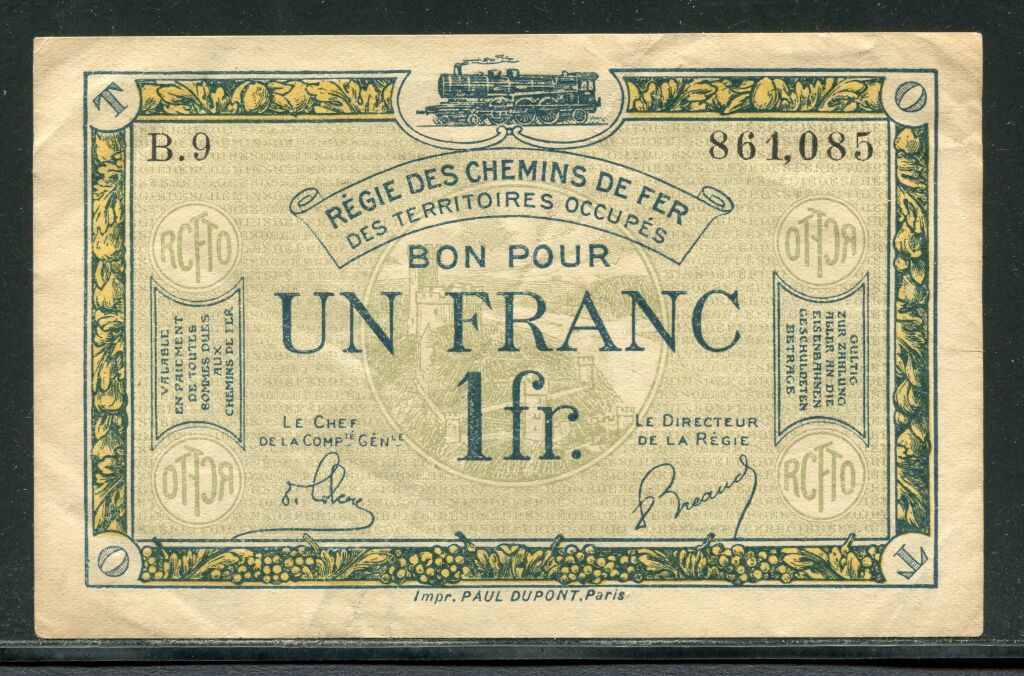 T
O
B.9
861,085
RÉGIE DES CHEMINS DE FER
DES TERRITOIRES OCCUPÉS
BON POUR
UN FRANC
1fr.
RCFTO
RCFTO
VALABLE
EN PAIEMENT
DE TOUTES
SOMMES DUES
AUX
CHEMINS DE FER
GÜLTIG
ZUR ZAHLUNG
ALLER AN DIE
EISENBAHNEN
GESCHULDETEN
BETRÄGE
LE CHEF
DE LA COMPTÉ GÉNLE
LE DIRECTEUR
DE LA RÉGIE
RCFTO
RCFTO
Breaud
O
T
Impr. PAUL DUPONT. Paris